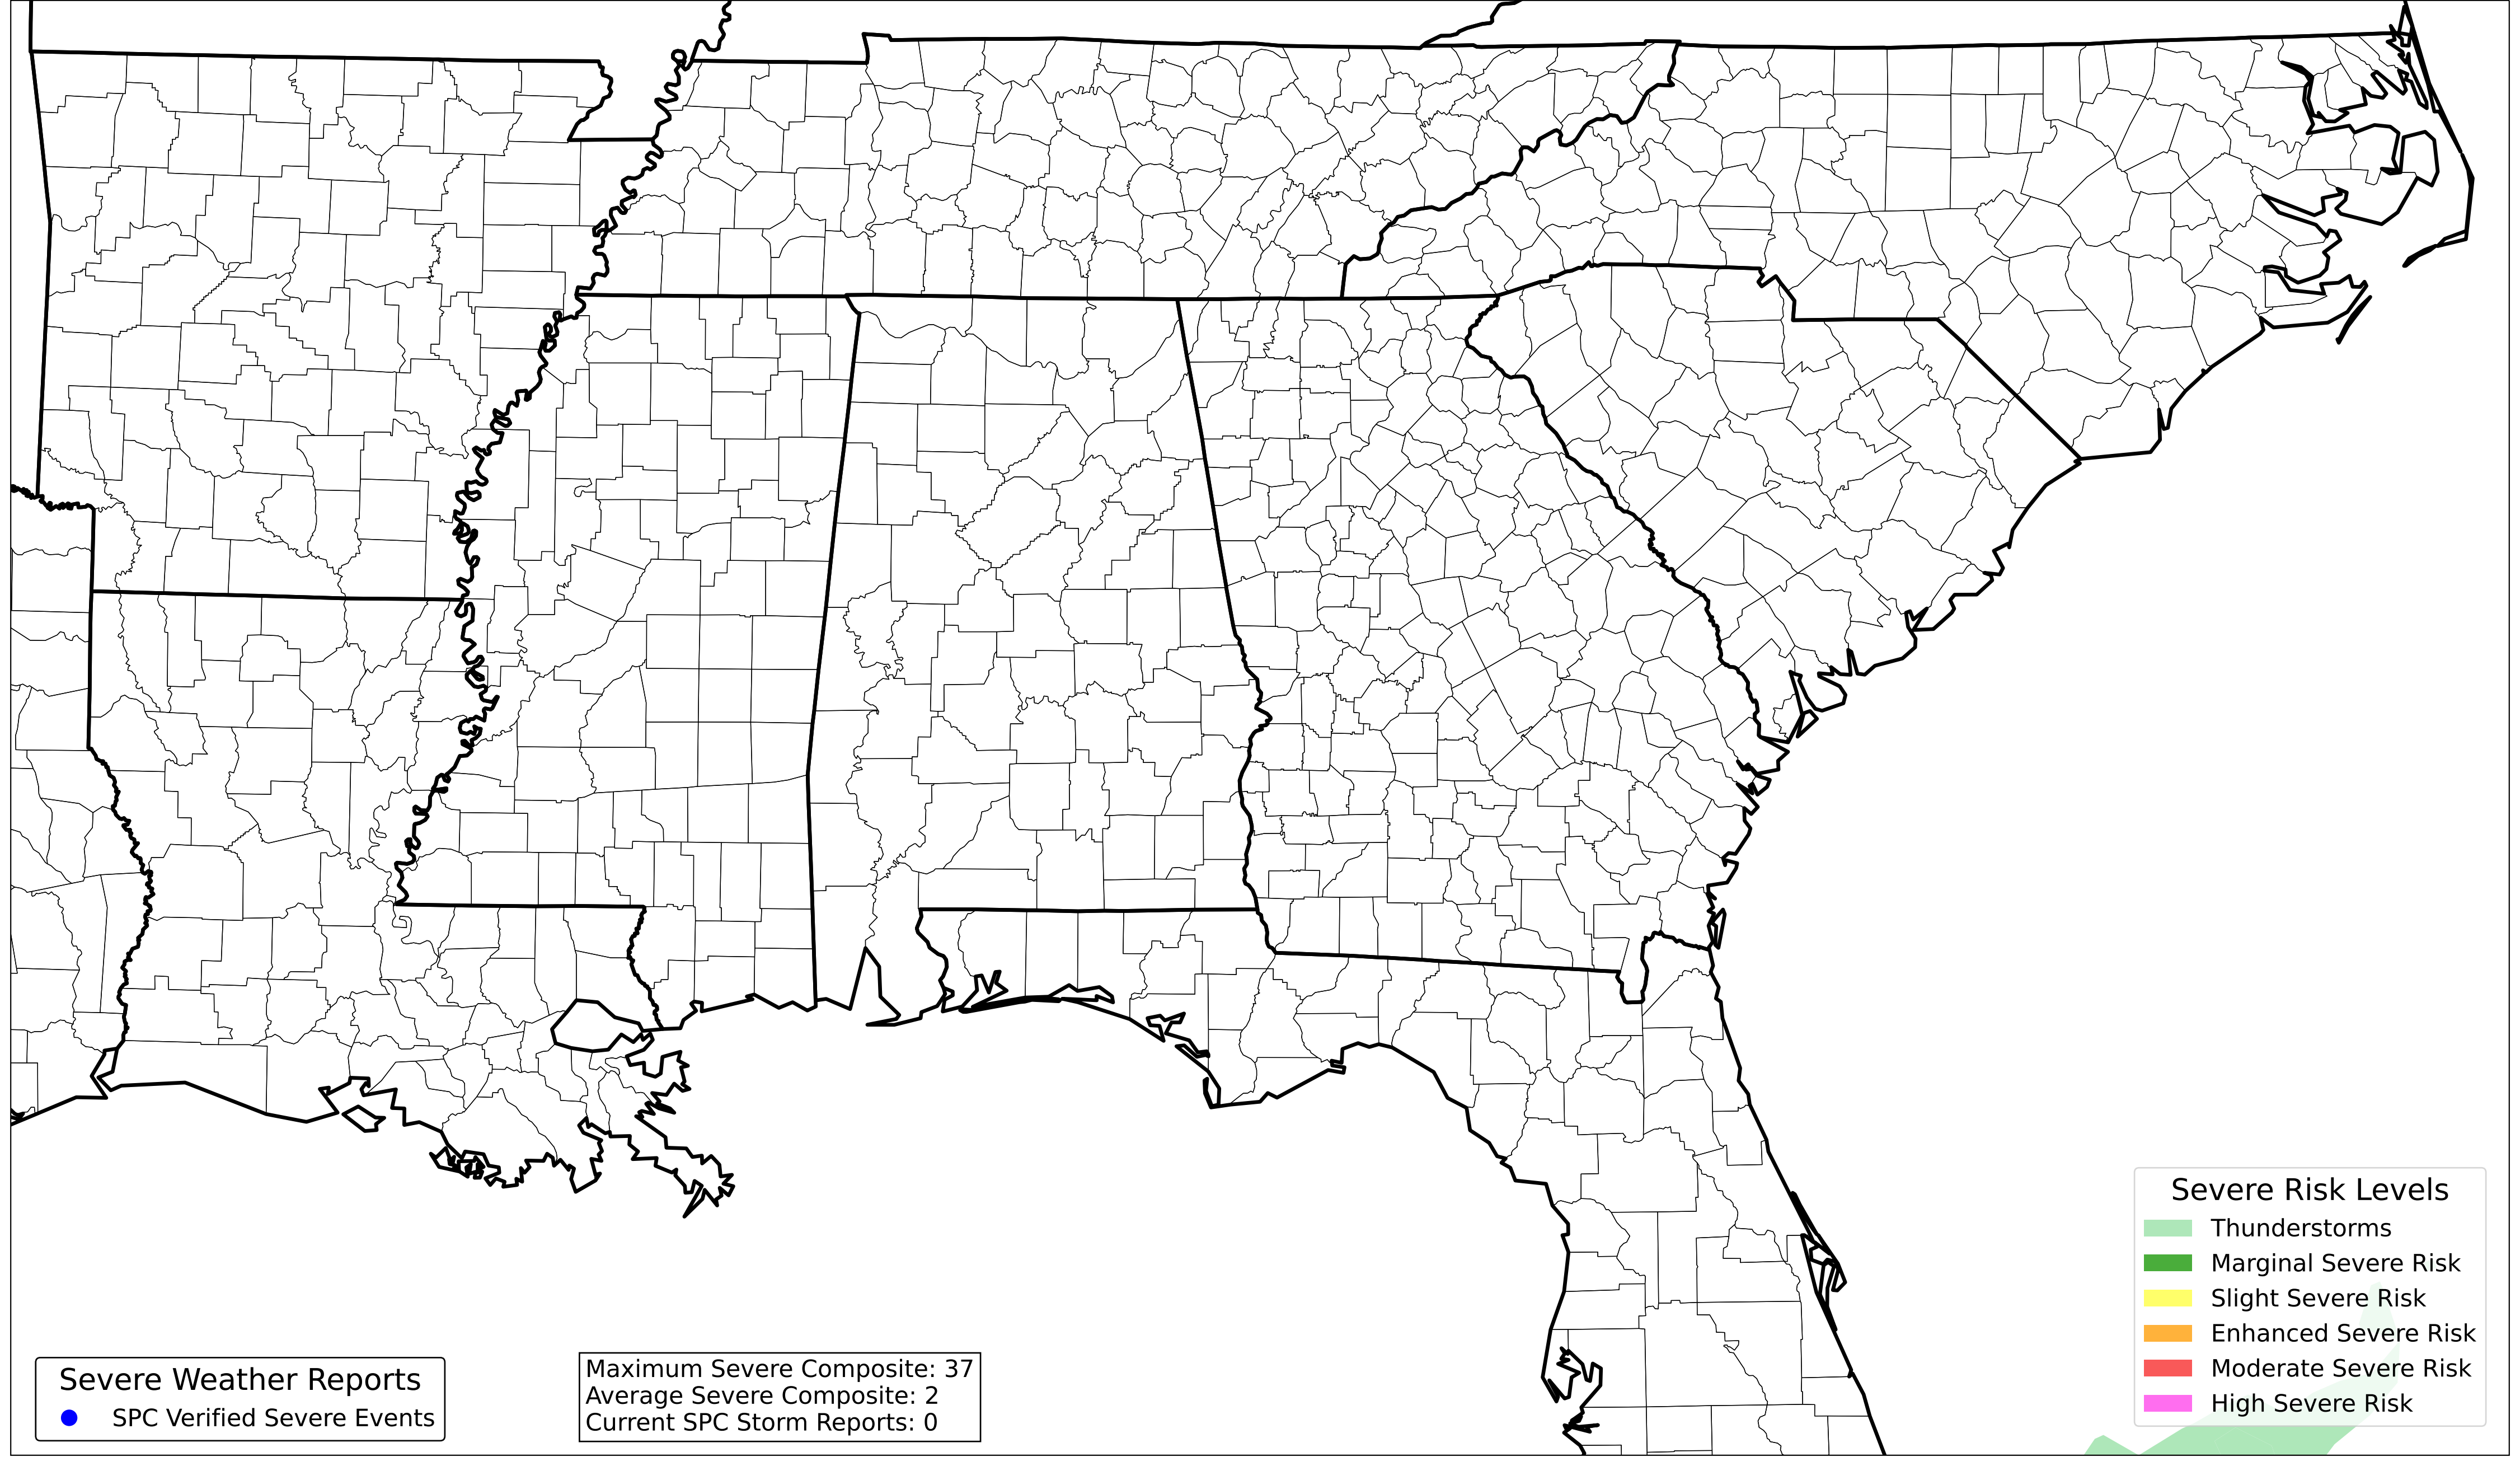 Severe Weather Reports
SPC Verified Severe Events
Maximum Severe Composite: 37
Average Severe Composite: 2
Current SPC Storm Reports: 0
Severe Risk Levels
Thunderstorms
Marginal Severe Risk
Slight Severe Risk
Enhanced Severe Risk
Moderate Severe Risk
High Severe Risk